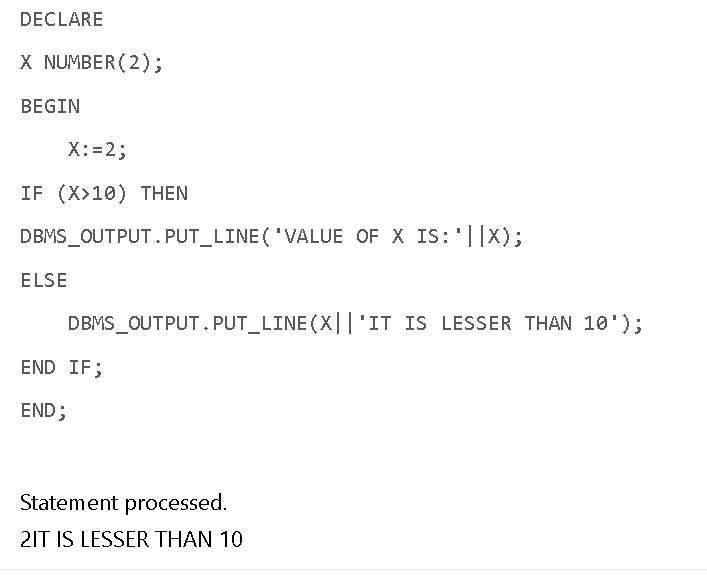 DECLARE
X NUMBER(2);
BEGIN
    X:=2;
IF (X>10) THEN
DBMS_OUTPUT.PUT_LINE('VALUE OF X IS:'||X);
ELSE
    DBMS_OUTPUT.PUT_LINE(X||'IT IS LESSER THAN 10');
END IF;
END;
Statement processed.
2IT IS LESSER THAN 10